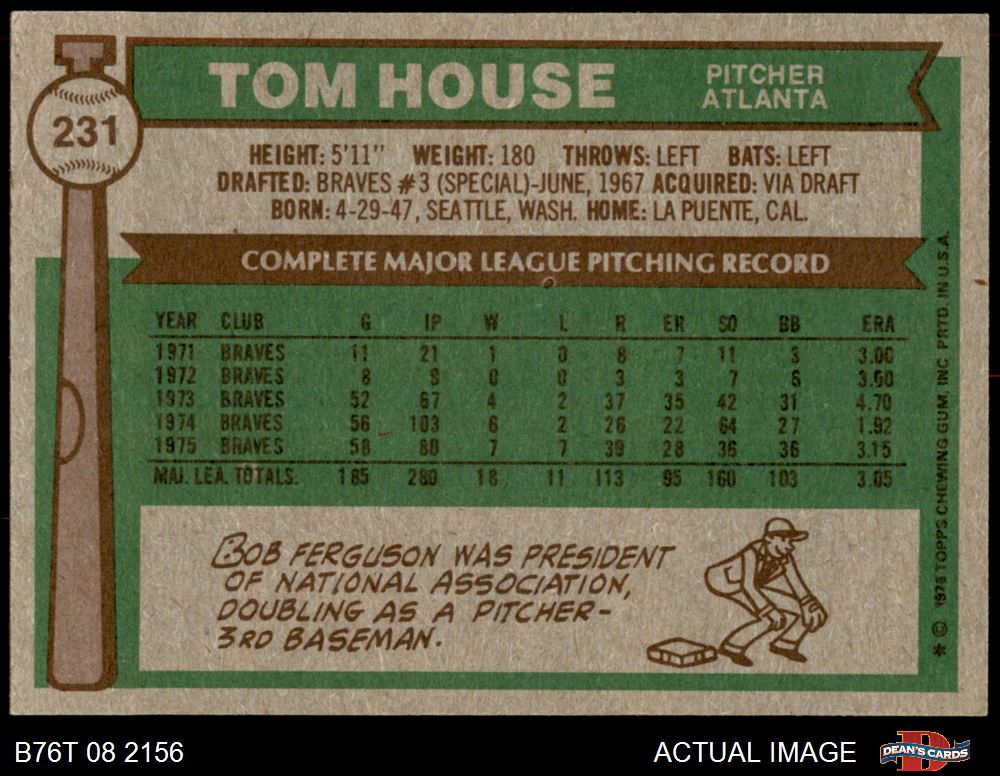 231
TOM HOUSE
PITCHER
ATLANTA
HEIGHT: 5'11" WEIGHT: 180 THROWS: LEFT BATS: LEFT
DRAFTED: BRAVES #3 (SPECIAL)-JUNE, 1967 ACQUIRED: VIA DRAFT
BORN: 4-29-47, SEATTLE, WASH. HOME: LA PUENTE, CAL.
COMPLETE MAJOR LEAGUE PITCHING RECORD
YEAR CLUB G IP W L R ER SO BB ERA
1971 BRAVES 11 21 1 0 8 7 11 3 3.00
1972 BRAVES 8 9 0 0 3 3 7 6 3.00
1973 BRAVES 52 67 4 2 37 35 42 31 4.70
1974 BRAVES 56 103 6 2 26 22 64 27 1.92
1975 BRAVES 58 80 7 7 39 28 36 36 3.15
MAJ. LEA. TOTALS: 185 280 18 11 113 95 160 103 3.05
BOB FERGUSON WAS PRESIDENT
OF NATIONAL ASSOCIATION,
DOUBLING AS A PITCHER-
3RD BASEMAN.
* © 1976 TOPPS CHEWING GUM, INC. PRTD. IN U.S.A.
B76T 08 2156
ACTUAL IMAGE
DEAN'S CARDS